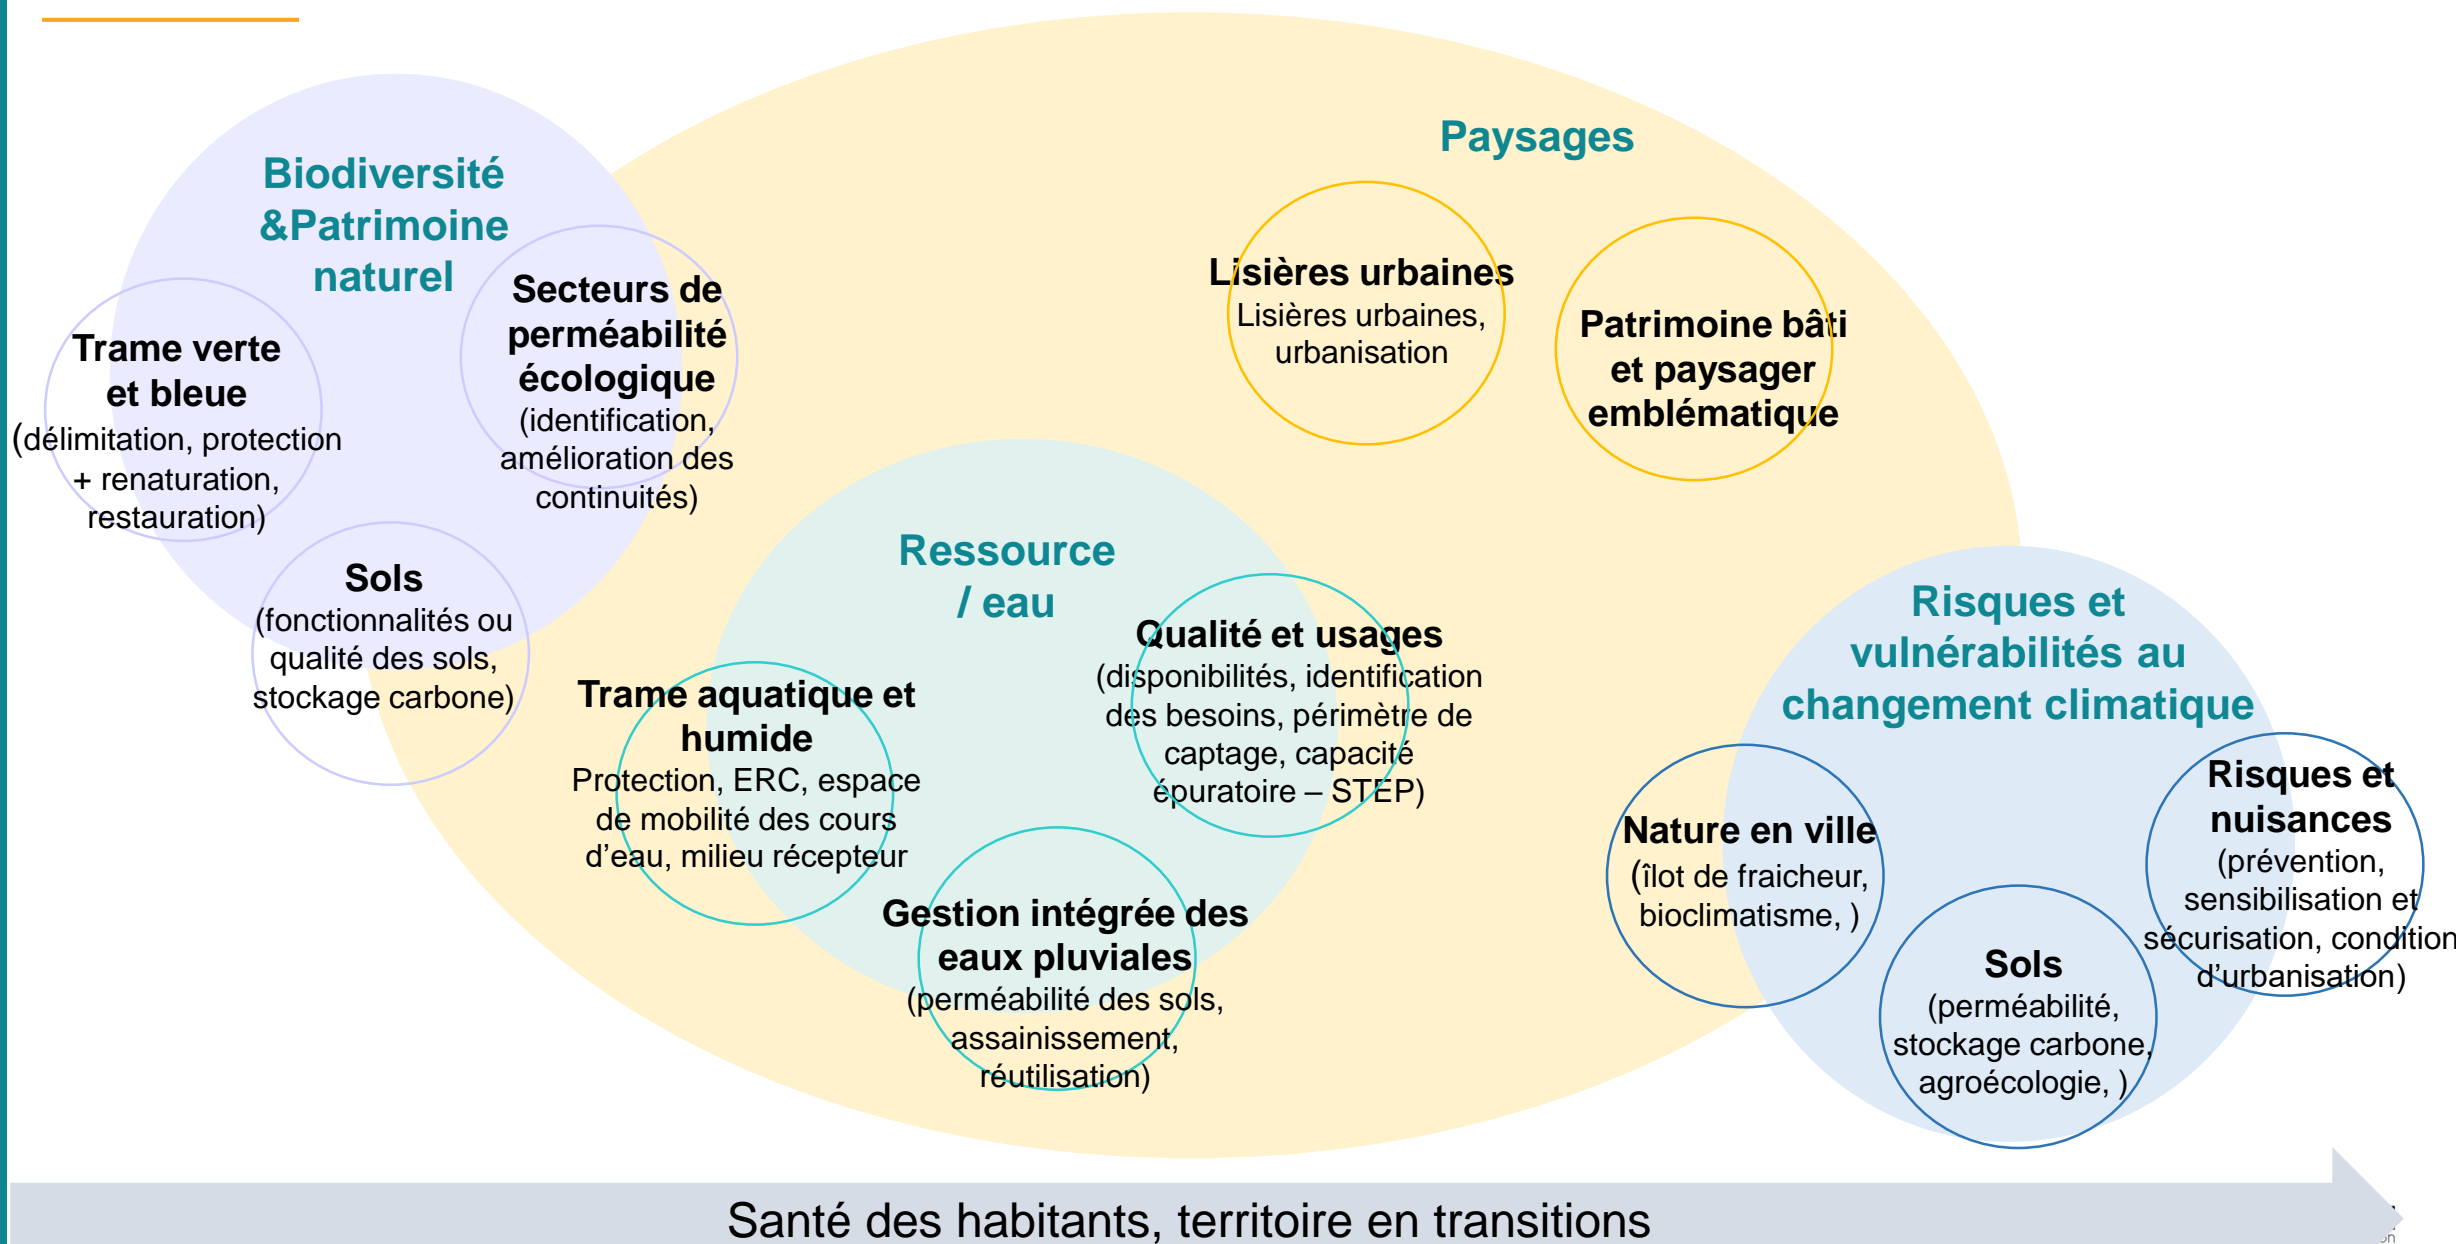 Biodiversité
&Patrimoine
naturel
Trame verte
et bleue
(délimitation, protection
+ renaturation,
restauration)
Secteurs de
perméabilité
écologique
(identification,
amélioration des
continuités)
Sols
(fonctionnalités ou
qualité des sols,
stockage carbone)
Paysages
Lisières urbaines
Lisières urbaines,
urbanisation
Patrimoine bâti
et paysager
emblématique
Ressource
/ eau
Trame aquatique et
humide
Protection, ERC, espace
de mobilité des cours
d’eau, milieu récepteur
Qualité et usages
(disponibilités, identification
des besoins, périmètre de
captage, capacité
épuratoire – STEP)
Gestion intégrée des
eaux pluviales
(perméabilité des sols,
assainissement,
réutilisation)
Risques et
vulnérabilités au
changement climatique
Nature en ville
(îlot de fraicheur,
bioclimatisme, )
Sols
(perméabilité,
stockage carbone,
agroécologie, )
Risques et
nuisances
(prévention,
sensibilisation et
sécurisation, condition
d’urbanisation)
Santé des habitants, territoire en transitions